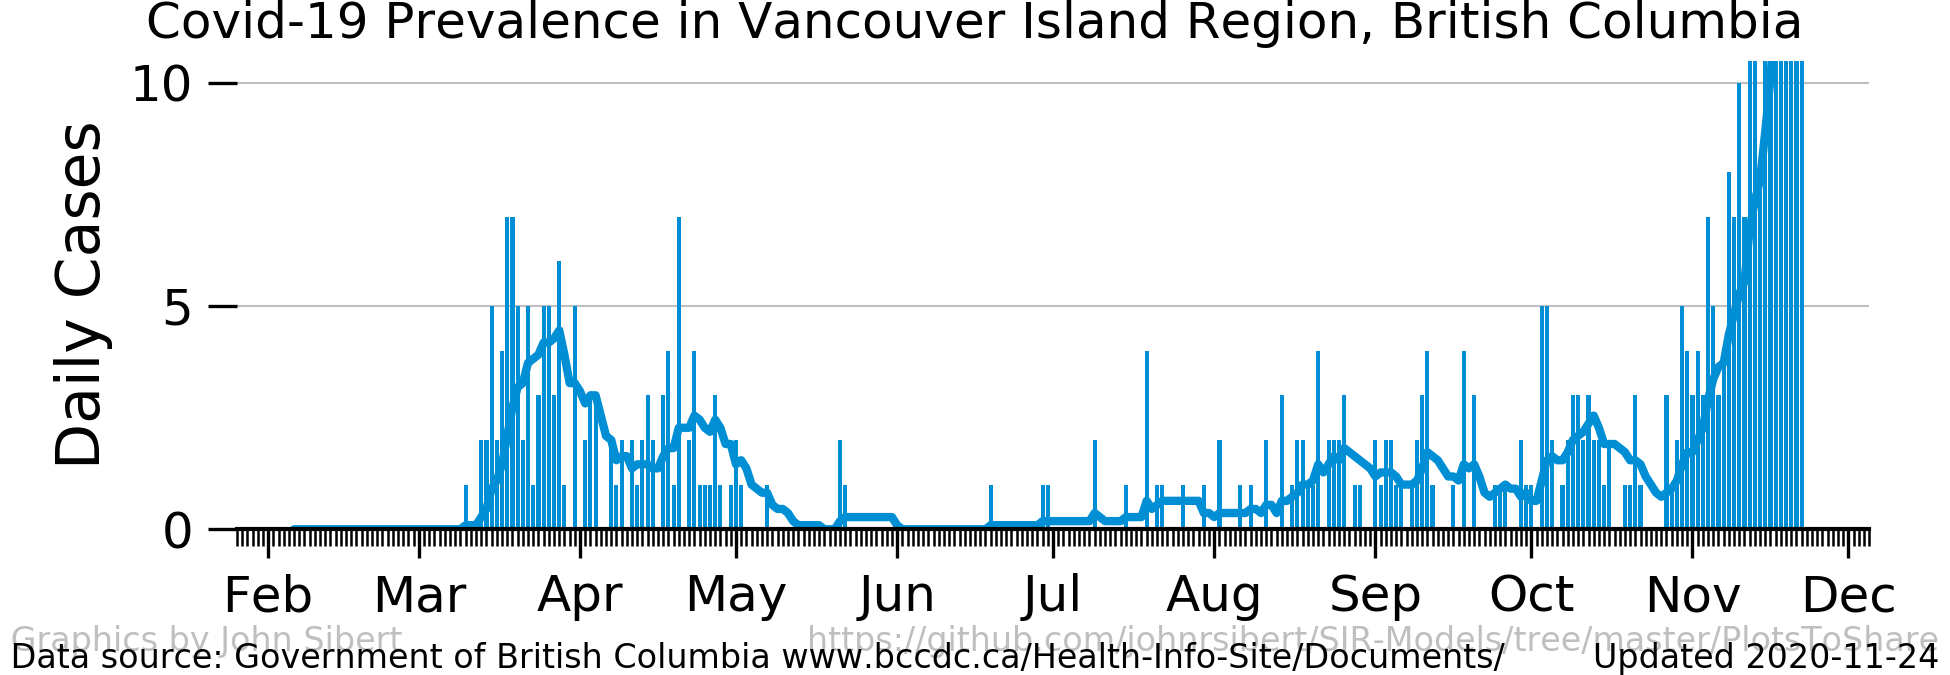 Covid-19 Prevalence in Vancouver Island Region, British Columbia
Daily Cases
10
5
0
Feb Mar Apr May Jun Jul Aug Sep Oct Nov Dec
Graphics by John Sibert https://github.com/johnrsibert/SIR-Models/tree/master/PlotsToShare
Data source: Government of British Columbia www.bccdc.ca/Health-Info-Site/Documents/ Updated 2020-11-24